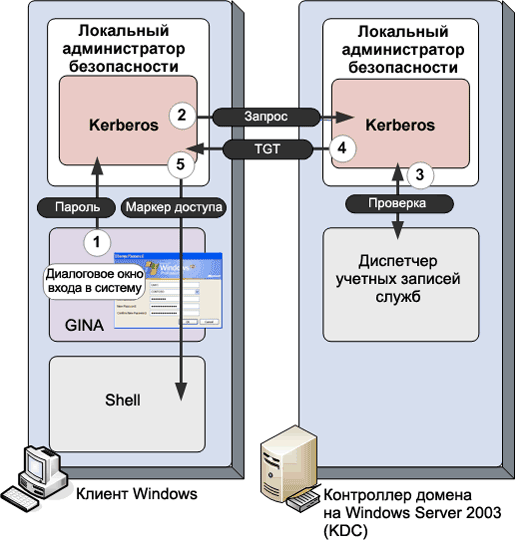 Локальный
администратор
безопасности
Kerberos
2
5
Пароль
Маркер доступа
1
Диалоговое окно
входа в систему
GINA
Windows
Shell
Клиент Windows
Запрос
TGT
Локальный
администратор
безопасности
Kerberos
4
3
Проверка
Диспетчер
учетных записей
служб
Контроллер домена
на Windows Server 2003
(KDC)